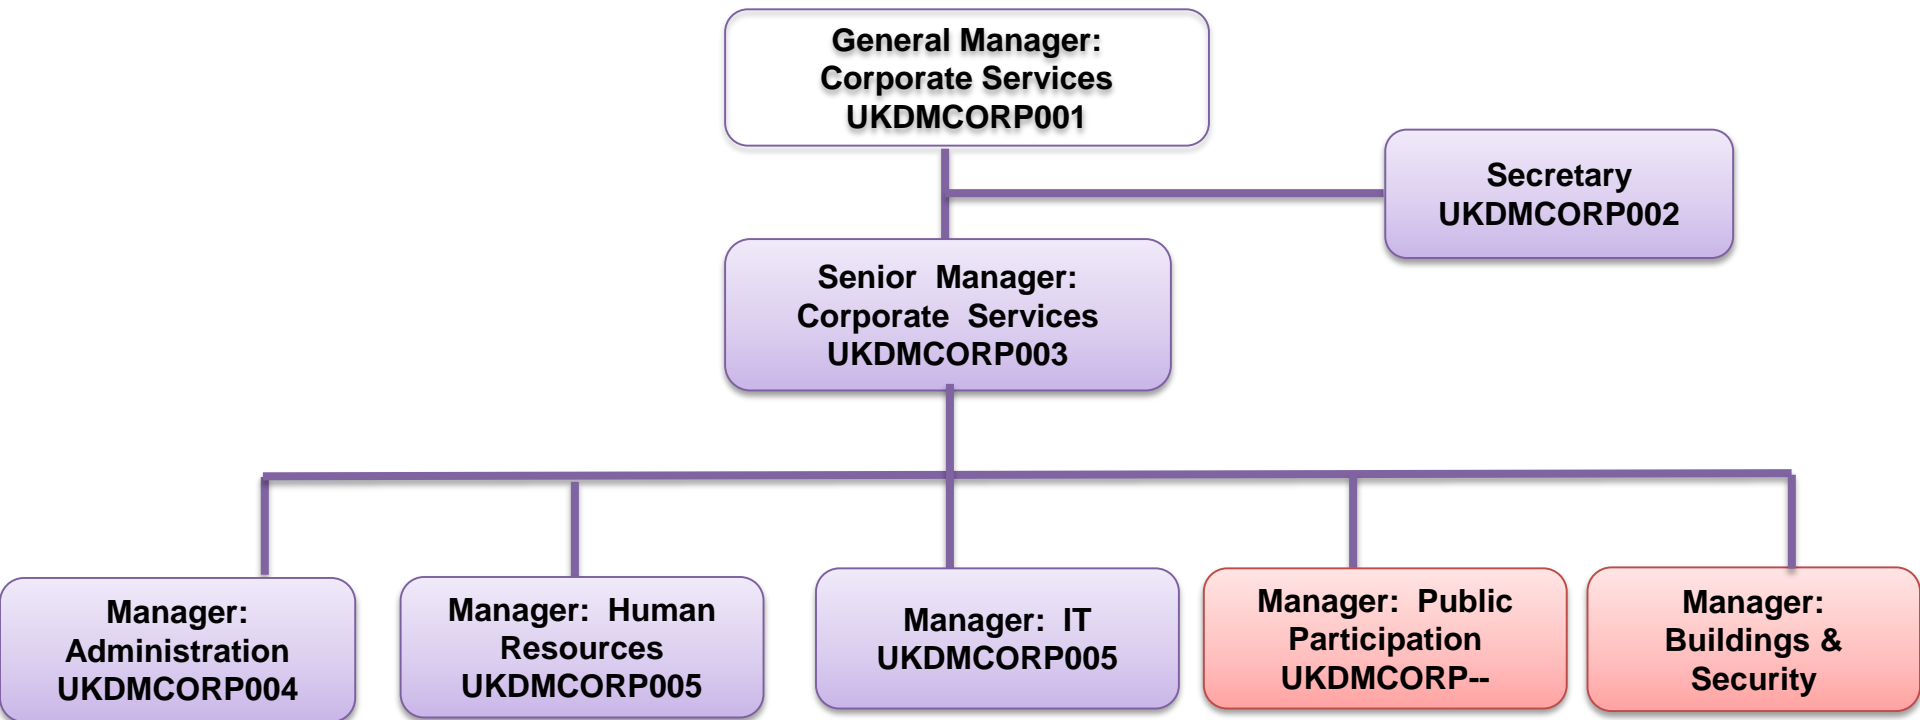 General Manager:
Corporate Services
UKDMCORP001
Secretary
UKDMCORP002
Senior Manager:
Corporate Services
UKDMCORP003
Manager:
Administration
UKDMCORP004
Manager: Human
Resources
UKDMCORP005
Manager: IT
UKDMCORP005
Manager: Public
Participation
UKDMCORP--
Manager:
Buildings &
Security